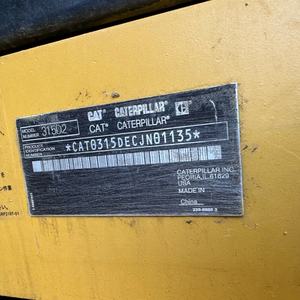 CAT CATERPILLAR
MODEL NUMBER 315D2
CAT CATERPILLAR
PRODUCT IDENTIFICATION NUMBER
*CAT0315DECJN01135*
CATERPILLAR INC.
PEORIA, IL 61629
USA
MADE IN
China